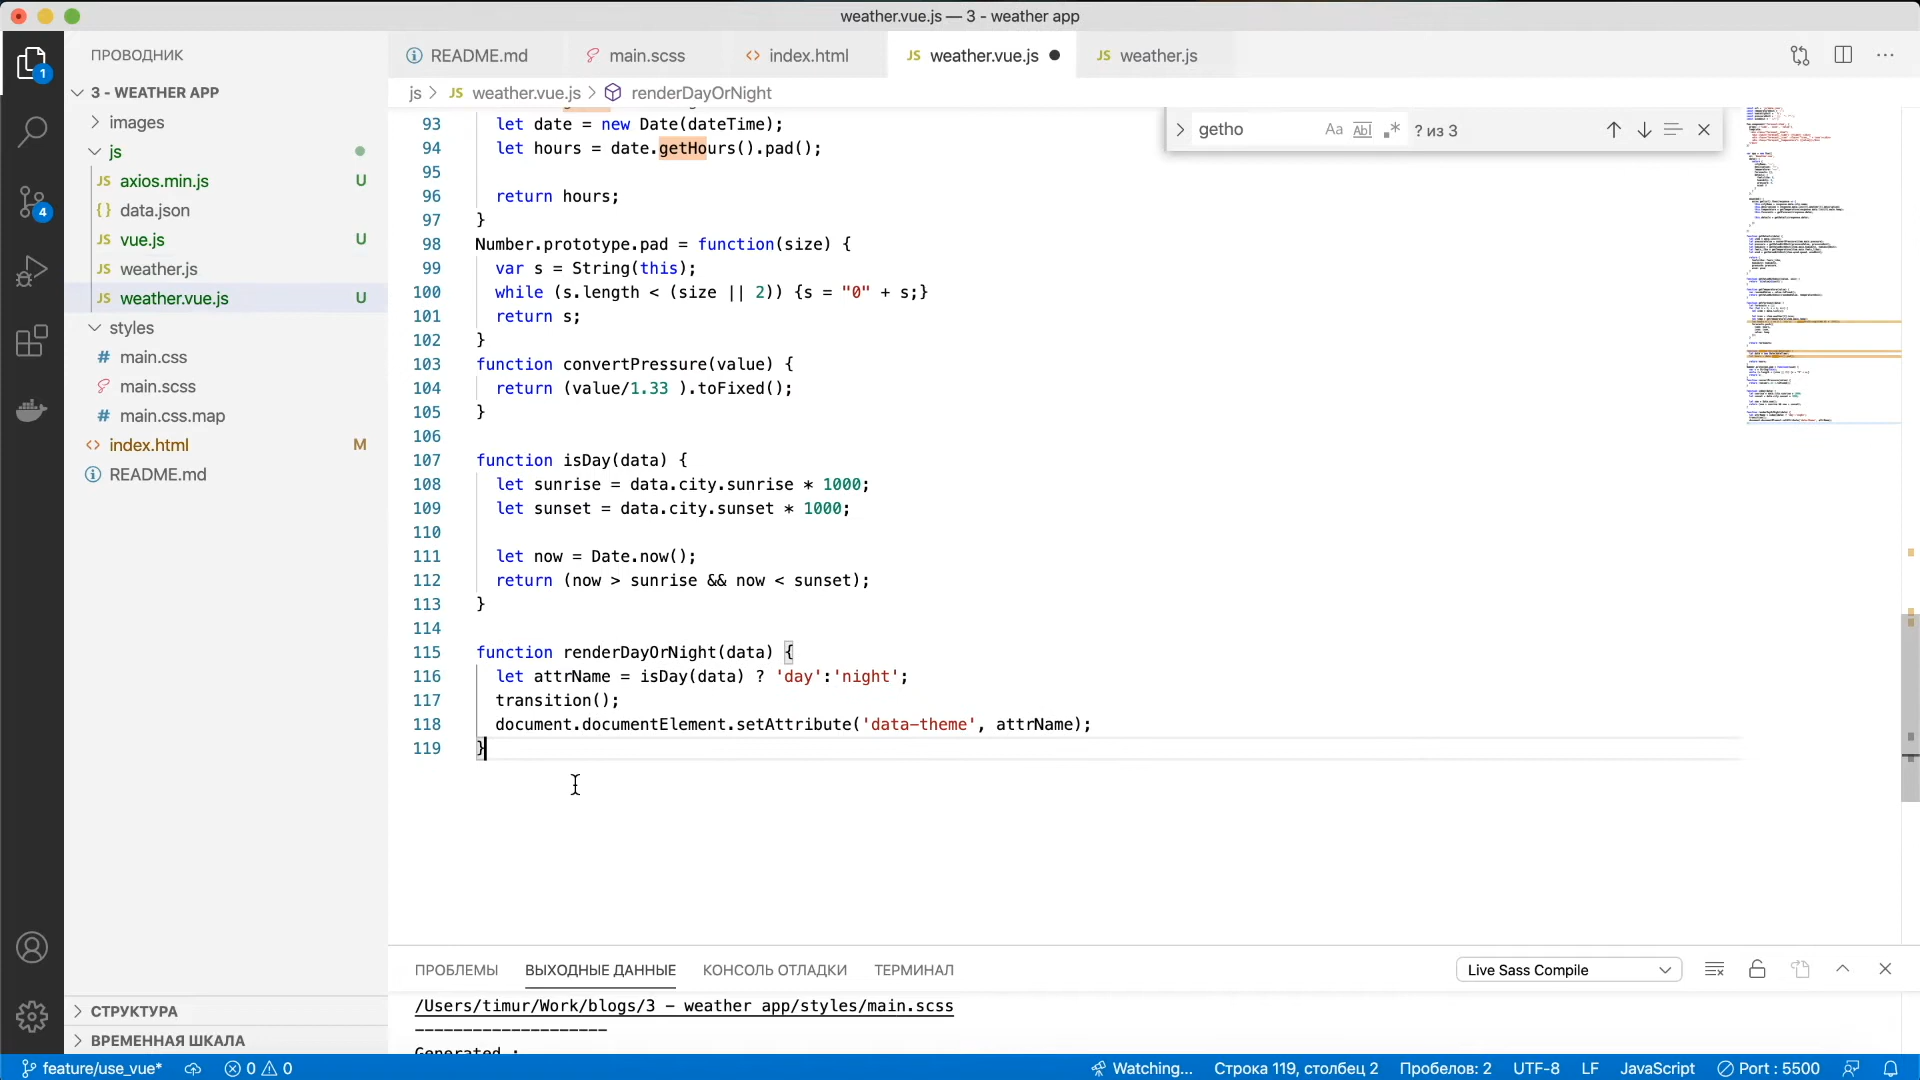 weather.vue.js — 3 - weather app
ПРОВОДНИК
README.md
main.scss
index.html
JS weather.vue.js
JS weather.js
js > JS weather.vue.js > renderDayOrNight
3 - WEATHER APP
images
js
JS axios.min.js U
{} data.json
JS vue.js U
JS weather.js
JS weather.vue.js U
styles
# main.css
main.scss
# main.css.map
<> index.html M
README.md
СТРУКТУРА
ВРЕМЕННАЯ ШКАЛА
1
4
getho
Aa Abl .* ? из 3
93 let date = new Date(dateTime);
94 let hours = date.getHours().pad();
95
96 return hours;
97 }
98 Number.prototype.pad = function(size) {
99 var s = String(this);
100 while (s.length < (size || 2)) {s = "0" + s;}
101 return s;
102 }
103 function convertPressure(value) {
104 return (value/1.33 ).toFixed();
105 }
106
107 function isDay(data) {
108 let sunrise = data.city.sunrise * 1000;
109 let sunset = data.city.sunset * 1000;
110
111 let now = Date.now();
112 return (now > sunrise && now < sunset);
113 }
114
115 function renderDayOrNight(data) {
116 let attrName = isDay(data) ? 'day':'night';
117 transition();
118 document.documentElement.setAttribute('data-theme', attrName);
119 }
ПРОБЛЕМЫ ВЫХОДНЫЕ ДАННЫЕ КОНСОЛЬ ОТЛАДКИ ТЕРМИНАЛ
Live Sass Compile
/Users/timur/Work/blogs/3 - weather app/styles/main.scss
--------------------
Generated :
feature/use_vue* 0 0
Watching... Строка 119, столбец 2 Пробелов: 2 UTF-8 LF JavaScript Port : 5500